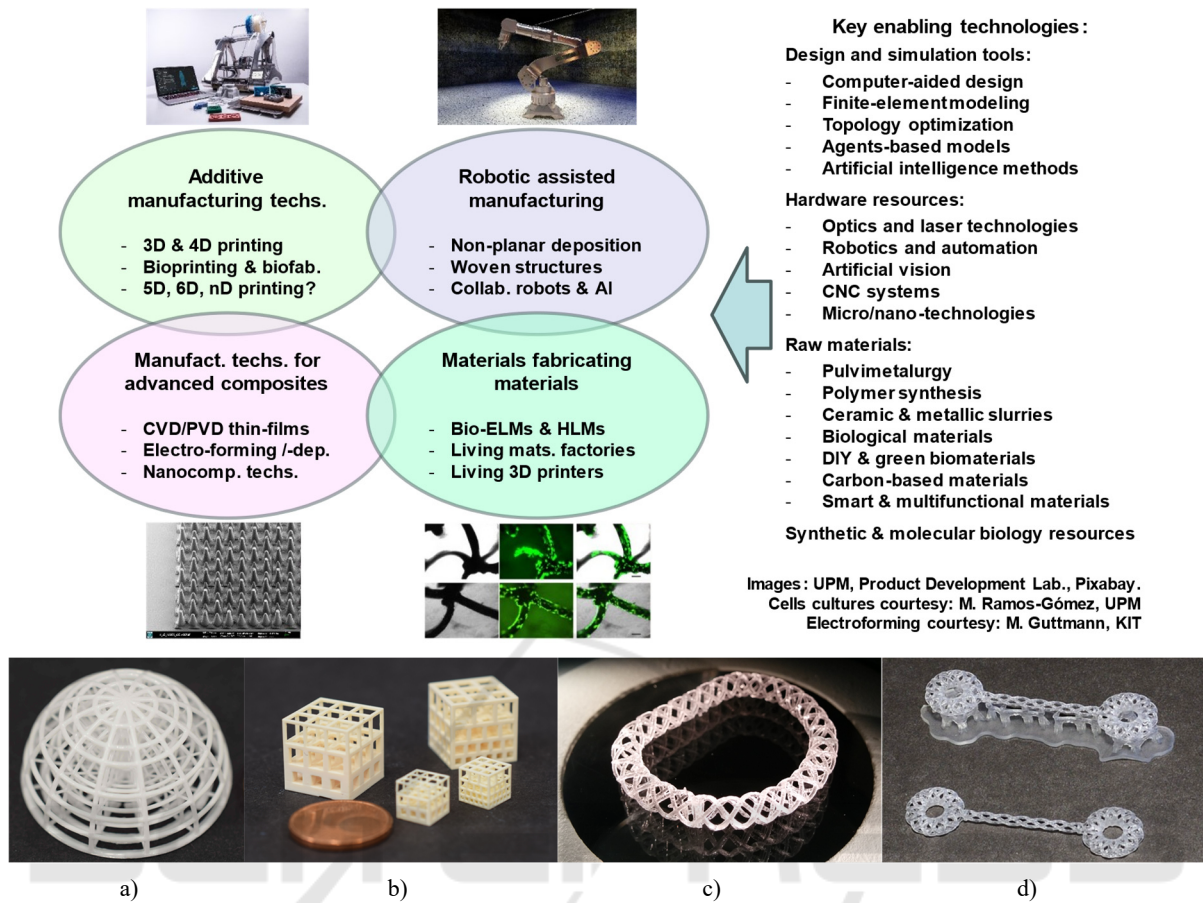 Additive
manufacturing techs.
- 3D & 4D printing
- Bioprinting & biofab.
- 5D, 6D, nD printing?
Robotic assisted
manufacturing
- Non-planar deposition
- Woven structures
- Collab. robots & AI
Manufact. techs. for
advanced composites
- CVD/PVD thin-films
- Electro-forming /-dep.
- Nanocomp. techs.
Materials fabricating
materials
- Bio-ELMs & HLMs
- Living mats. factories
- Living 3D printers
Key enabling technologies:
Design and simulation tools:
- Computer-aided design
- Finite-element modeling
- Topology optimization
- Agents-based models
- Artificial intelligence methods
Hardware resources:
- Optics and laser technologies
- Robotics and automation
- Artificial vision
- CNC systems
- Micro/nano-technologies
Raw materials:
- Pulvimetalurgy
- Polymer synthesis
- Ceramic & metallic slurries
- Biological materials
- DIY & green biomaterials
- Carbon-based materials
- Smart & multifunctional materials
Synthetic & molecular biology resources
Images: UPM, Product Development Lab., Pixabay.
Cells cultures courtesy: M. Ramos-Gómez, UPM
Electroforming courtesy: M. Guttmann, KIT
a) b) c) d)